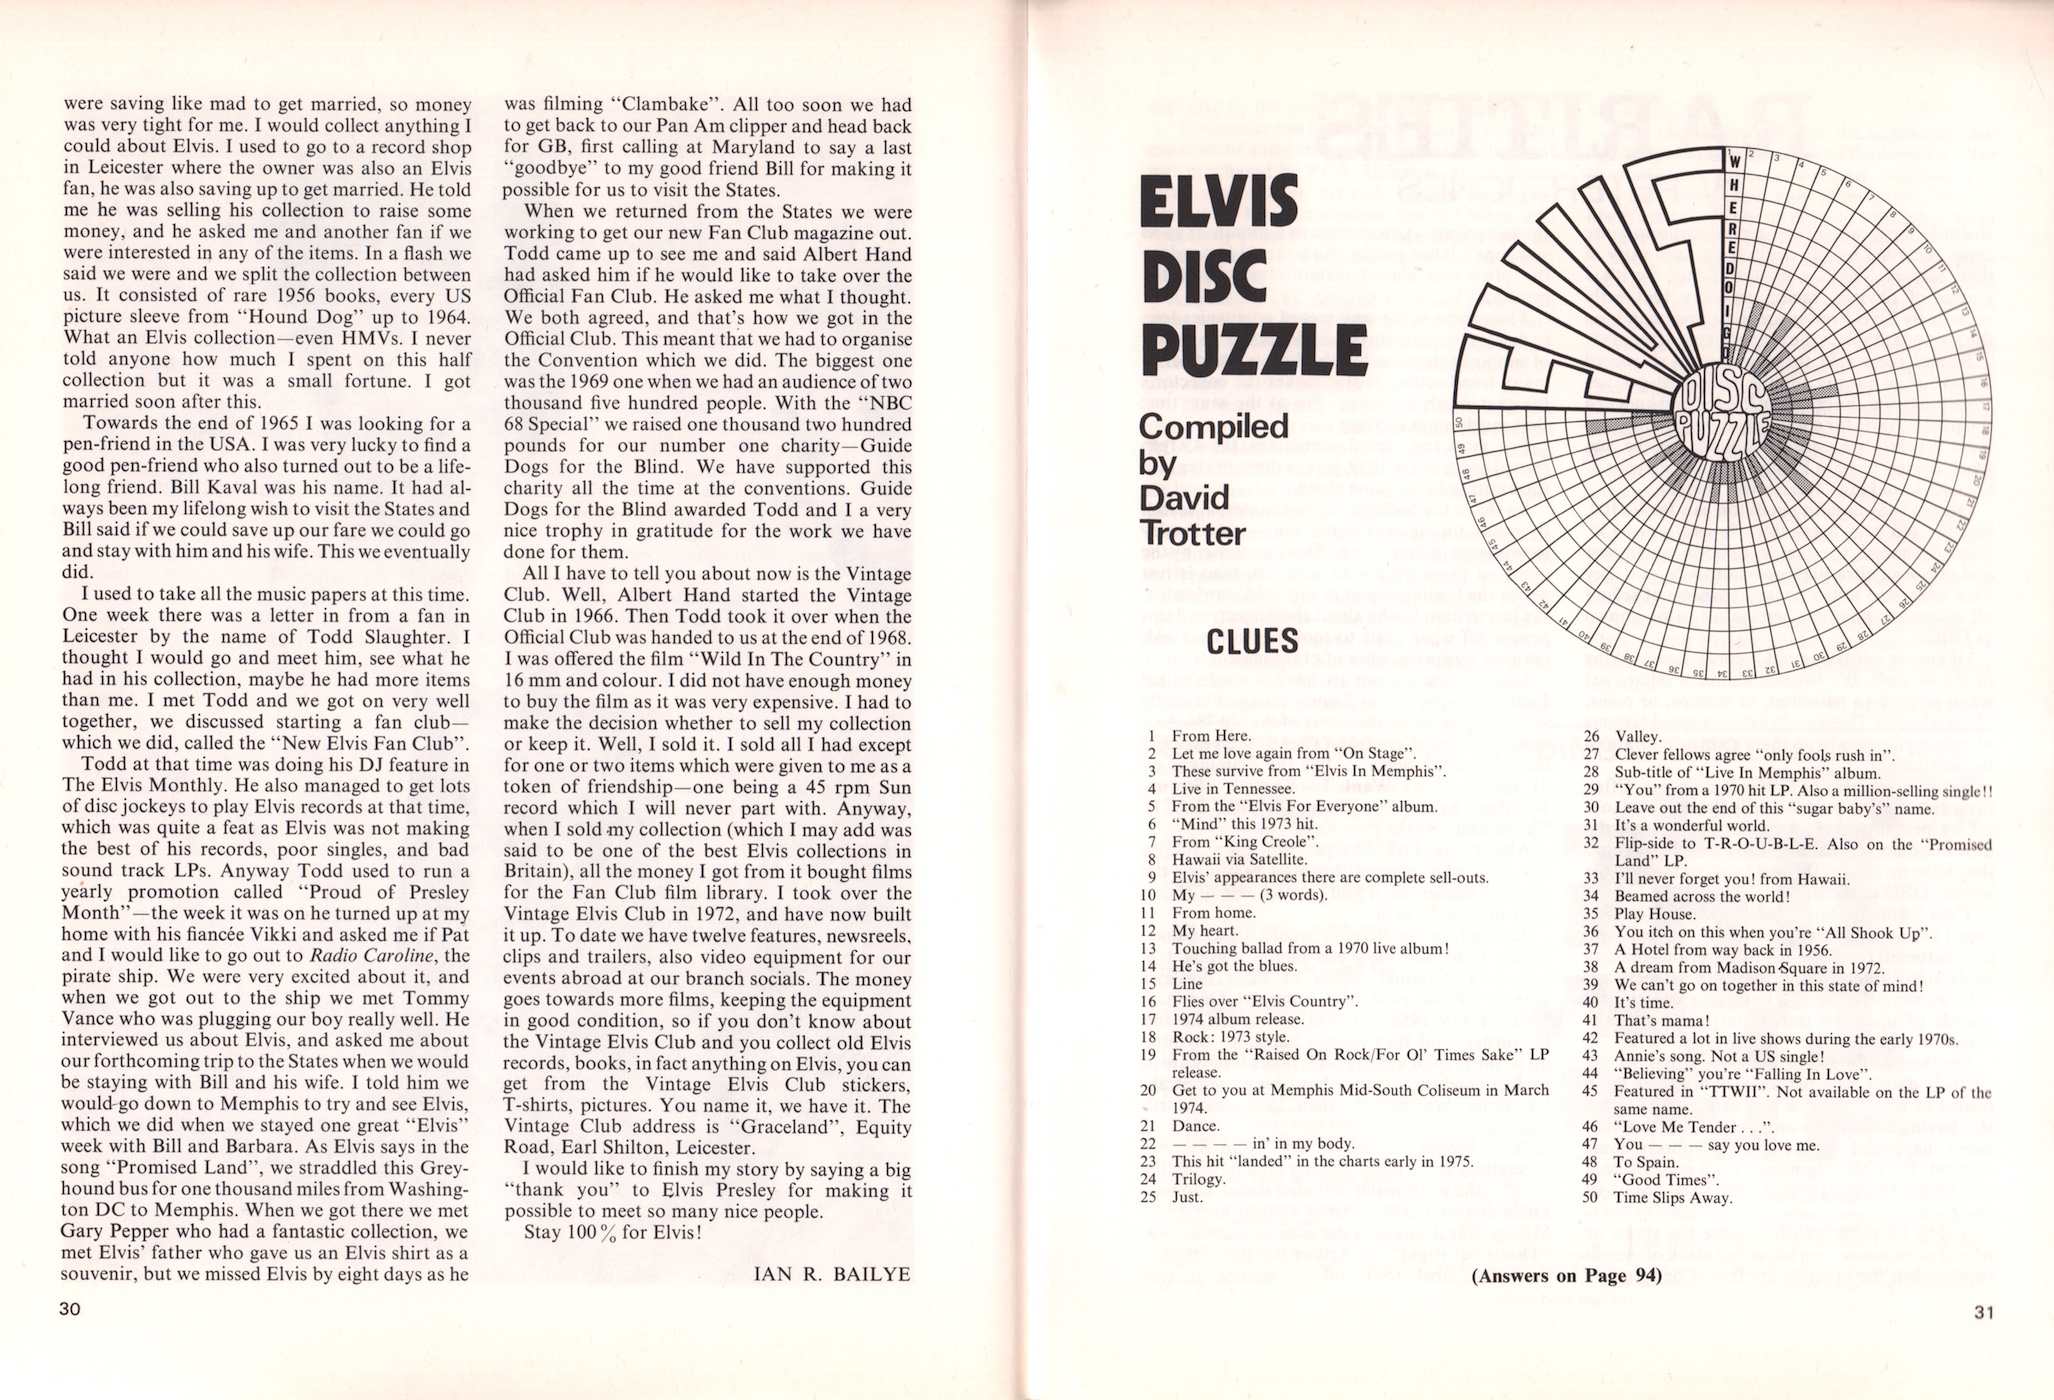 were saving like mad to get married, so money
was very tight for me. I would collect anything I
could about Elvis. I used to go to a record shop
in Leicester where the owner was also an Elvis
fan, he was also saving up to get married. He told
me he was selling his collection to raise some
money, and he asked me and another fan if we
were interested in any of the items. In a flash we
said we were and we split the collection between
us. It consisted of rare 1956 books, every US
picture sleeve from “Hound Dog” up to 1964.
What an Elvis collection—even HMVs. I never
told anyone how much I spent on this half
collection but it was a small fortune. I got
married soon after this.
Towards the end of 1965 I was looking for a
pen-friend in the USA. I was very lucky to find a
good pen-friend who also turned out to be a life-
long friend. Bill Kaval was his name. It had al-
ways been my lifelong wish to visit the States and
Bill said if we could save up our fare we could go
and stay with him and his wife. This we eventually
did.
I used to take all the music papers at this time.
One week there was a letter in from a fan in
Leicester by the name of Todd Slaughter. I
thought I would go and meet him, see what he
had in his collection, maybe he had more items
than me. I met Todd and we got on very well
together, we discussed starting a fan club—
which we did, called the “New Elvis Fan Club”.
Todd at that time was doing his DJ feature in
The Elvis Monthly. He also managed to get lots
of disc jockeys to play Elvis records at that time,
which was quite a feat as Elvis was not making
the best of his records, poor singles, and bad
sound track LPs. Anyway Todd used to run a
yearly promotion called “Proud of Presley
Month”—the week it was on he turned up at my
home with his fiancée Vikki and asked me if Pat
and I would like to go out to Radio Caroline, the
pirate ship. We were very excited about it, and
when we got out to the ship we met Tommy
Vance who was plugging our boy really well. He
interviewed us about Elvis, and asked me about
our forthcoming trip to the States when we would
be staying with Bill and his wife. I told him we
would go down to Memphis to try and see Elvis,
which we did when we stayed one great “Elvis”
week with Bill and Barbara. As Elvis says in the
song “Promised Land”, we straddled this Grey-
hound bus for one thousand miles from Washing-
ton DC to Memphis. When we got there we met
Gary Pepper who had a fantastic collection, we
met Elvis’ father who gave us an Elvis shirt as a
souvenir, but we missed Elvis by eight days as he
30
was filming “Clambake”. All too soon we had
to get back to our Pan Am clipper and head back
for GB, first calling at Maryland to say a last
“goodbye” to my good friend Bill for making it
possible for us to visit the States.
When we returned from the States we were
working to get our new Fan Club magazine out.
Todd came up to see me and said Albert Hand
had asked him if he would like to take over the
Official Fan Club. He asked me what I thought.
We both agreed, and that’s how we got in the
Official Club. This meant that we had to organise
the Convention which we did. The biggest one
was the 1969 one when we had an audience of two
thousand five hundred people. With the “NBC
68 Special” we raised one thousand two hundred
pounds for our number one charity—Guide
Dogs for the Blind. We have supported this
charity all the time at the conventions. Guide
Dogs for the Blind awarded Todd and I a very
nice trophy in gratitude for the work we have
done for them.
All I have to tell you about now is the Vintage
Club. Well, Albert Hand started the Vintage
Club in 1966. Then Todd took it over when the
Official Club was handed to us at the end of 1968.
I was offered the film “Wild In The Country” in
16 mm and colour. I did not have enough money
to buy the film as it was very expensive. I had to
make the decision whether to sell my collection
or keep it. Well, I sold it. I sold all I had except
for one or two items which were given to me as a
token of friendship—one being a 45 rpm Sun
record which I will never part with. Anyway,
when I sold my collection (which I may add was
said to be one of the best Elvis collections in
Britain), all the money I got from it bought films
for the Fan Club film library. I took over the
Vintage Elvis Club in 1972, and have now built
it up. To date we have twelve features, newsreels,
clips and trailers, also video equipment for our
events abroad at our branch socials. The money
goes towards more films, keeping the equipment
in good condition, so if you don’t know about
the Vintage Elvis Club and you collect old Elvis
records, books, in fact anything on Elvis, you can
get from the Vintage Elvis Club stickers,
T-shirts, pictures. You name it, we have it. The
Vintage Club address is “Graceland”, Equity
Road, Earl Shilton, Leicester.
I would like to finish my story by saying a big
“thank you” to Elvis Presley for making it
possible to meet so many nice people.
Stay 100% for Elvis!
IAN R. BAILYE
ELVIS
DISC
PUZZLE
Compiled
by
David
Trotter
ELVIS
WHERE DO I GO
DISC
PUZZLE
1 2 3 4 5 6 7 8 9 10 11 12 13 14 15 16 17 18 19 20 21 22 23 24 25 26 27 28 29 30 31 32 33 34 35 36 37 38 39 40 41 42 43 44 45 46 47 48 49 50
CLUES
1 From Here.
2 Let me love again from “On Stage”.
3 These survive from “Elvis In Memphis”.
4 Live in Tennessee.
5 From the “Elvis For Everyone” album.
6 “Mind” this 1973 hit.
7 From “King Creole”.
8 Hawaii via Satellite.
9 Elvis’ appearances there are complete sell-outs.
10 My — — — (3 words).
11 From home.
12 My heart.
13 Touching ballad from a 1970 live album!
14 He’s got the blues.
15 Line
16 Flies over “Elvis Country”.
17 1974 album release.
18 Rock: 1973 style.
19 From the “Raised On Rock/For Ol’ Times Sake” LP
release.
20 Get to you at Memphis Mid-South Coliseum in March
1974.
21 Dance.
22 — — — — in’ in my body.
23 This hit “landed” in the charts early in 1975.
24 Trilogy.
25 Just.
26 Valley.
27 Clever fellows agree “only fools rush in”.
28 Sub-title of “Live In Memphis” album.
29 “You” from a 1970 hit LP. Also a million-selling single!!
30 Leave out the end of this “sugar baby’s” name.
31 It’s a wonderful world.
32 Flip-side to T-R-O-U-B-L-E. Also on the “Promised
Land” LP.
33 I’ll never forget you! from Hawaii.
34 Beamed across the world!
35 Play House.
36 You itch on this when you’re “All Shook Up”.
37 A Hotel from way back in 1956.
38 A dream from Madison Square in 1972.
39 We can’t go on together in this state of mind!
40 It’s time.
41 That’s mama!
42 Featured a lot in live shows during the early 1970s.
43 Annie’s song. Not a US single!
44 “Believing” you’re “Falling In Love”.
45 Featured in “TTWII”. Not available on the LP of the
same name.
46 “Love Me Tender . . .”.
47 You — — — say you love me.
48 To Spain.
49 “Good Times”.
50 Time Slips Away.
(Answers on Page 94)
31